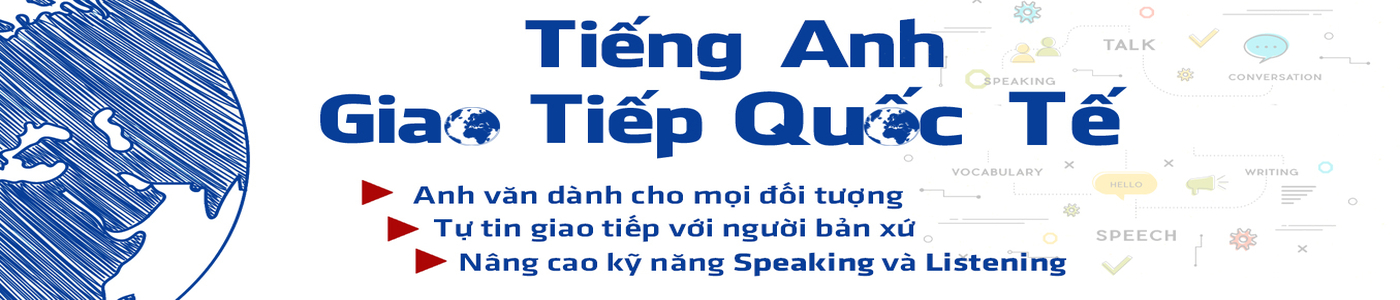 Tiếng Anh
Giao Tiếp Quốc Tế
Anh văn dành cho mọi đối tượng
Tự tin giao tiếp với người bản xứ
Nâng cao kỹ năng Speaking và Listening
TALK
SPEAKING
CONVERSATION
VOCABULARY
HELLO
WRITING
SPEECH